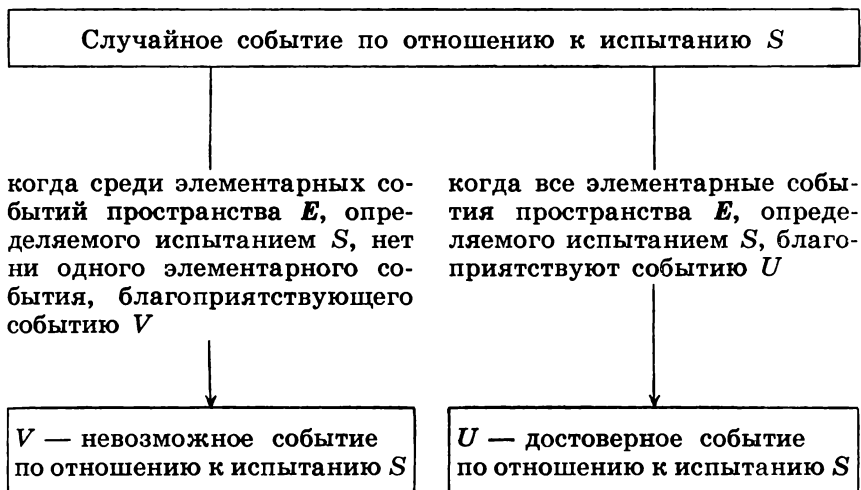 Случайное событие по отношению к испытанию S
когда среди элементарных со-
бытий пространства E, опре-
деляемого испытанием S, нет
ни одного элементарного со-
бытия, благоприятствующего
событию V
когда все элементарные собы-
тия пространства E, опреде-
ляемого испытанием S, благо-
приятствуют событию U
V — невозможное событие
по отношению к испытанию S
U — достоверное событие
по отношению к испытанию S